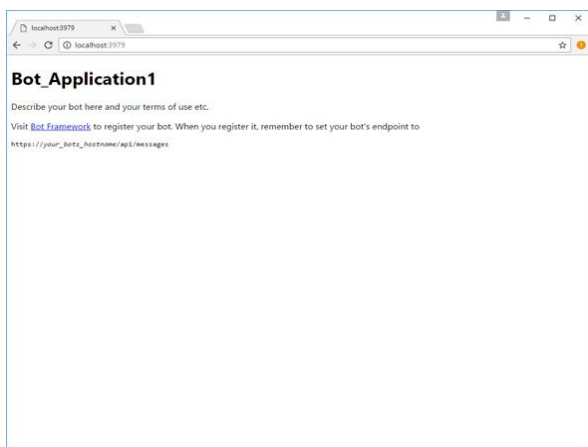 localhost:3979
localhost:3979
Bot_Application1
Describe your bot here and your terms of use etc.
Visit Bot Framework to register your bot. When you register it, remember to set your bot's endpoint to
https://your_bots_hostname/api/messages